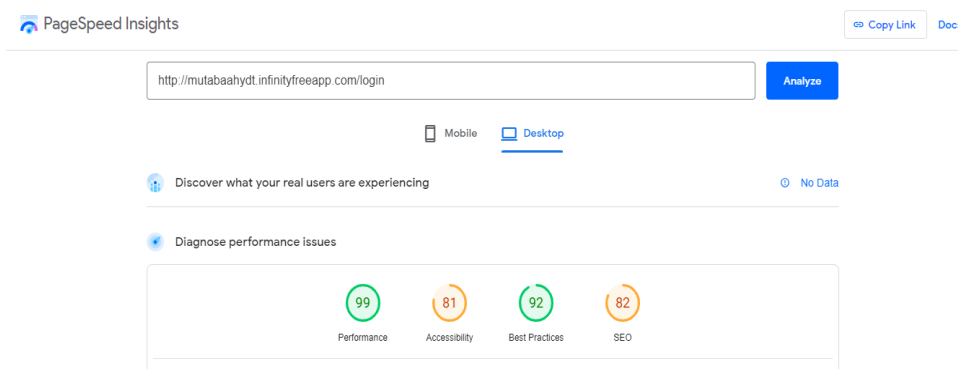 PageSpeed Insights
Copy Link
http://mutabaahydt.infinityfreeapp.com/login
Analyze
Mobile
Desktop
Discover what your real users are experiencing
No Data
Diagnose performance issues
99 81 92 82
Performance Accessibility Best Practices SEO